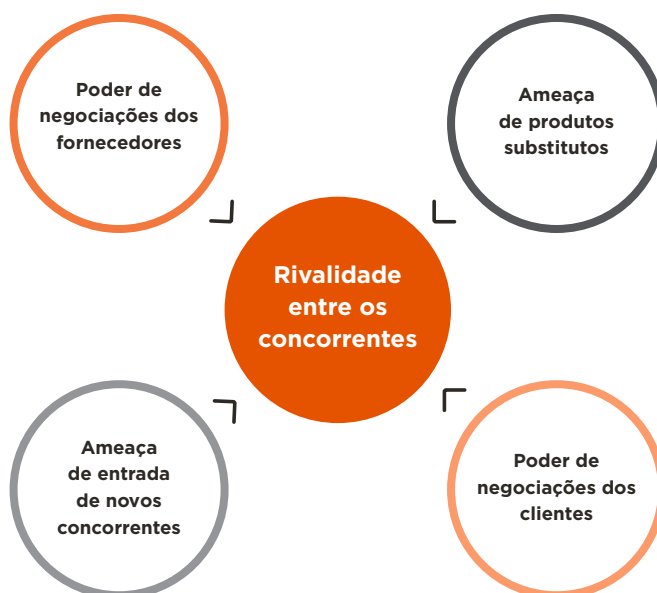 Poder de
negociações dos
fornecedores
Ameaça
de produtos
substitutos
Rivalidade
entre os
concorrentes
Ameaça
de entrada
de novos
concorrentes
Poder de
negociações dos
clientes